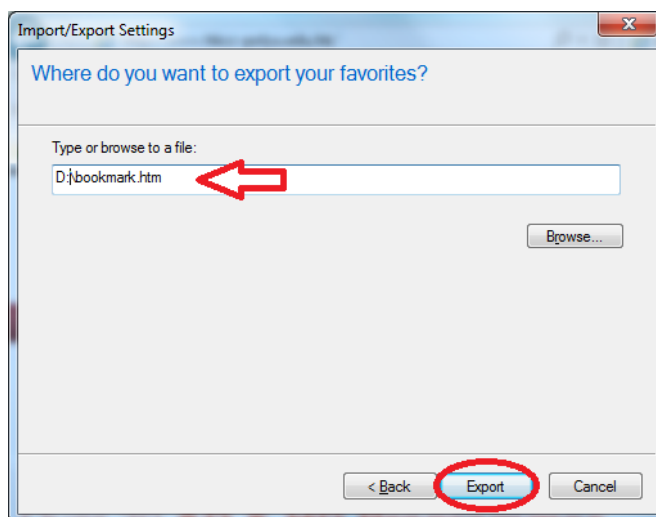 Import/Export Settings
Where do you want to export your favorites?
Type or browse to a file:
D:\bookmark.htm
Browse...
< Back
Export
Cancel